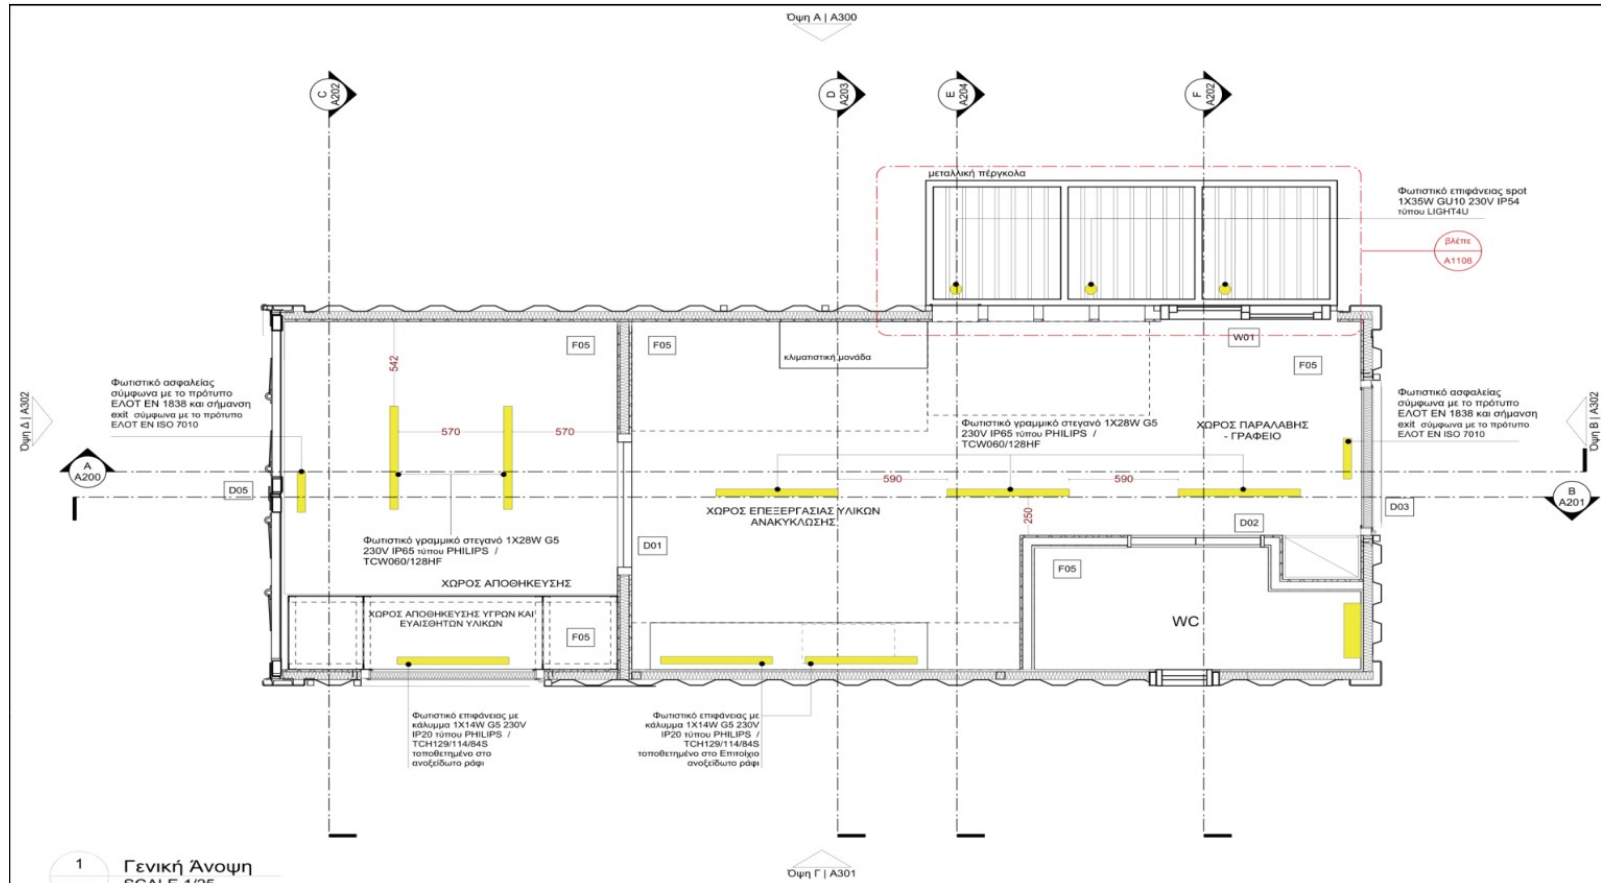 Όψη Α | Α300
C
A202
D
A203
E
A204
F
A202
μεταλλική πέργκολα
Φωτιστικό επιφάνειας spot
1X35W GU10 230V IP54
τύπου LIGHT4U
βλέπε
A1108
F05
F05
W01
F05
κλιματιστική μονάδα
542
Φωτιστικό ασφαλείας
σύμφωνα με το πρότυπο
ΕΛΟΤ ΕΝ 1838 και σήμανση
exit σύμφωνα με το πρότυπο
ΕΛΟΤ EN ISO 7010
Φωτιστικό ασφαλείας
σύμφωνα με το πρότυπο
ΕΛΟΤ ΕΝ 1838 και σήμανση
exit σύμφωνα με το πρότυπο
ΕΛΟΤ EN ISO 7010
Όψη Δ | Α302
Όψη Β | Α302
570
570
Φωτιστικό γραμμικό στεγανό 1X28W G5
230V IP65 τύπου PHILIPS /
TCW060/128HF
ΧΩΡΟΣ ΠΑΡΑΛΑΒΗΣ
- ΓΡΑΦΕΙΟ
A
A200
590
590
D05
B
A201
D03
ΧΩΡΟΣ ΕΠΕΞΕΡΓΑΣΙΑΣ ΥΛΙΚΩΝ
ΑΝΑΚΥΚΛΩΣΗΣ
250
D02
D01
Φωτιστικό γραμμικό στεγανό 1X28W G5
230V IP65 τύπου PHILIPS /
TCW060/128HF
F05
ΧΩΡΟΣ ΑΠΟΘΗΚΕΥΣΗΣ
ΧΩΡΟΣ ΑΠΟΘΗΚΕΥΣΗΣ ΥΓΡΩΝ ΚΑΙ
ΕΥΑΙΣΘΗΤΩΝ ΥΛΙΚΩΝ
F05
WC
Φωτιστικό επιφάνειας με
κάλυμμα 1X14W G5 230V
IP20 τύπου PHILIPS /
TCH129/114/84S
τοποθετημένο στο
ανοξείδωτο ράφι
Φωτιστικό επιφάνειας με
κάλυμμα 1X14W G5 230V
IP20 τύπου PHILIPS /
TCH129/114/84S
τοποθετημένο στο Επιτοίχιο
ανοξείδωτο ράφι
1
Γενική Άνοψη
SCALE 1/25
Όψη Γ | Α301